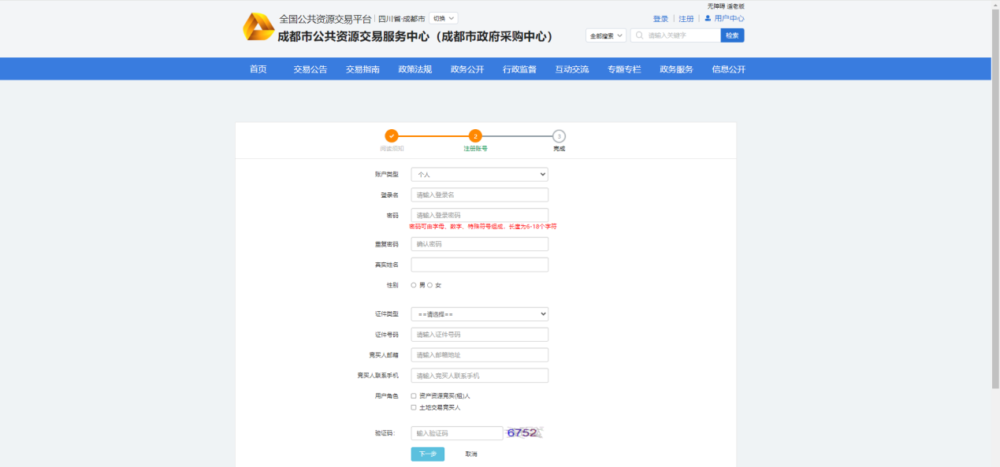 无障碍 适老版
登录 注册 用户中心
全国公共资源交易平台 四川省·成都市 切换
成都市公共资源交易服务中心（成都市政府采购中心）
全部搜索 请输入关键字 检索
首页 交易公告 交易指南 政策法规 政务公开 行政监督 互动交流 专题专栏 政务服务 信息公开
2 3
阅读须知 注册账号 完成
账户类型 个人
登录名 请输入登录名
密码 请输入登录密码
密码可由字母、数字、特殊符号组成，长度为6-18个字符
重复密码 确认密码
真实姓名
性别 男 女
证件类型 ==请选择==
证件号码 请输入证件号码
竞买人邮箱 请输入邮箱地址
竞买人联系手机 请输入竞买人联系手机
用户角色 资产资源竞买(租)人
土地交易竞买人
验证码： 输入验证码 6752
下一步 取消